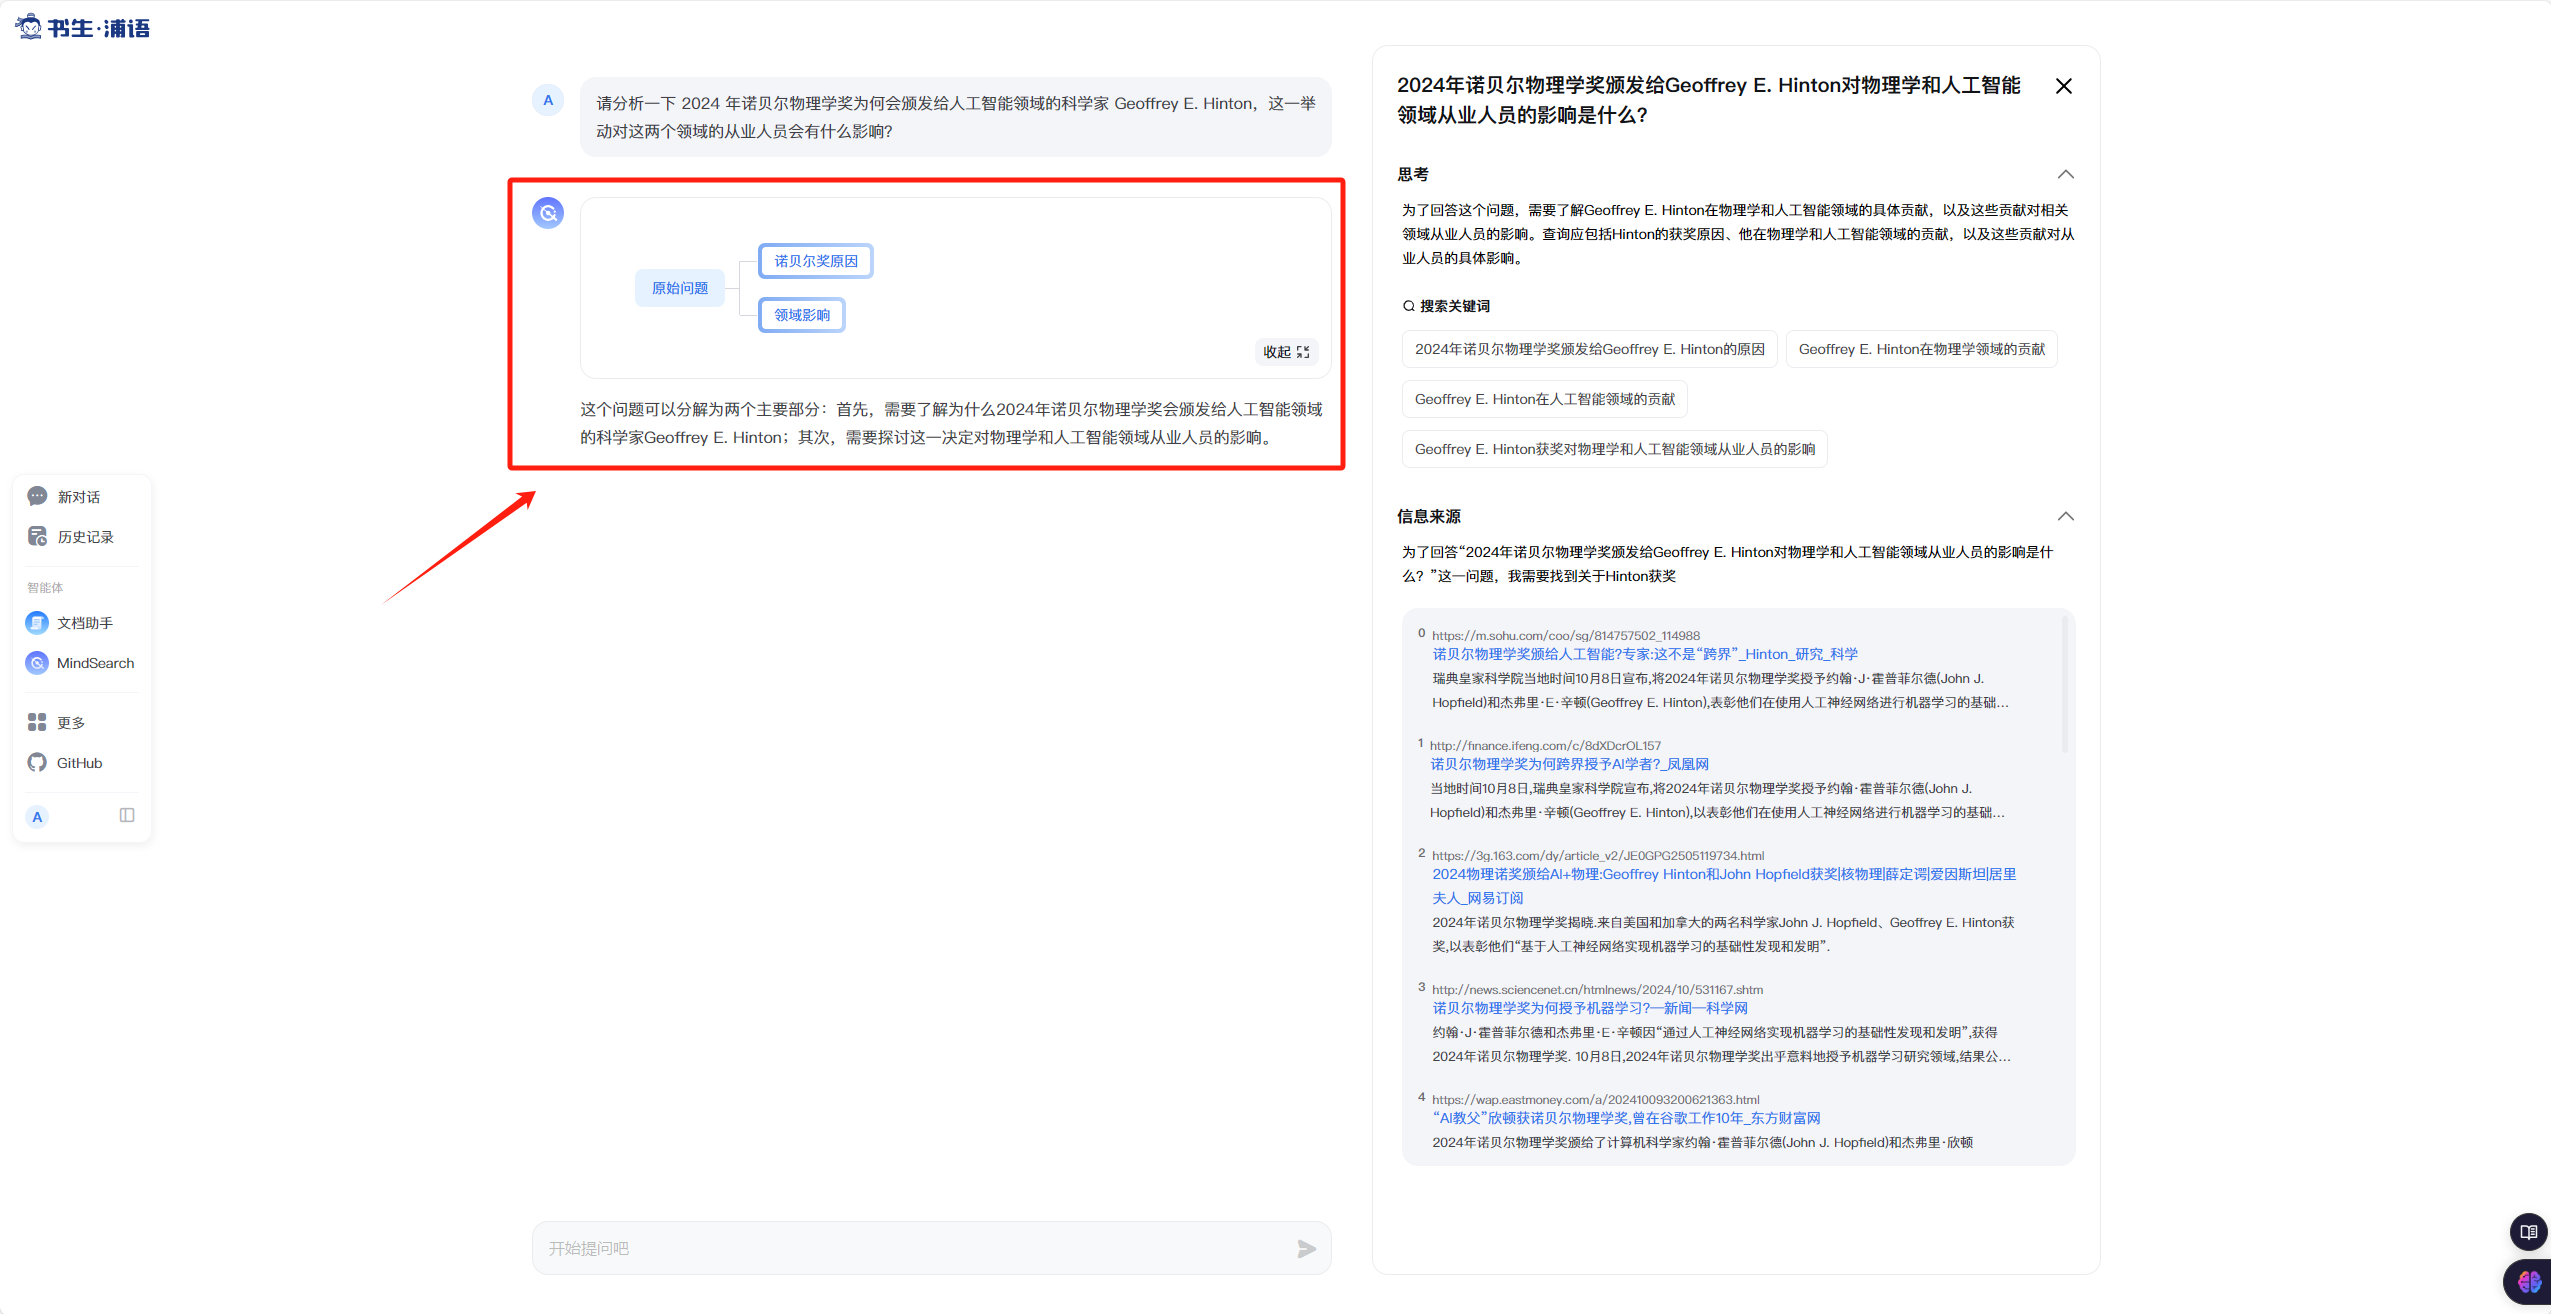 书生·浦语
A
请分析一下 2024 年诺贝尔物理学奖为何会颁发给人工智能领域的科学家 Geoffrey E. Hinton，这一举
动对这两个领域的从业人员会有什么影响?
原始问题
诺贝尔奖原因
领域影响
收起
这个问题可以分解为两个主要部分：首先，需要了解为什么2024年诺贝尔物理学奖会颁发给人工智能领域
的科学家Geoffrey E. Hinton；其次，需要探讨这一决定对物理学和人工智能领域从业人员的影响。
新对话
历史记录
智能体
文档助手
MindSearch
更多
GitHub
A
开始提问吧
2024年诺贝尔物理学奖颁发给Geoffrey E. Hinton对物理学和人工智能
领域从业人员的影响是什么?
思考
为了回答这个问题，需要了解Geoffrey E. Hinton在物理学和人工智能领域的具体贡献，以及这些贡献对相关
领域从业人员的影响。查询应包括Hinton的获奖原因、他在物理学和人工智能领域的贡献，以及这些贡献对从
业人员的具体影响。
搜索关键词
2024年诺贝尔物理学奖颁发给Geoffrey E. Hinton的原因
Geoffrey E. Hinton在物理学领域的贡献
Geoffrey E. Hinton在人工智能领域的贡献
Geoffrey E. Hinton获奖对物理学和人工智能领域从业人员的影响
信息来源
为了回答“2024年诺贝尔物理学奖颁发给Geoffrey E. Hinton对物理学和人工智能领域从业人员的影响是什
么？”这一问题，我需要找到关于Hinton获奖
0 https://m.sohu.com/coo/sg/814757502_114988
诺贝尔物理学奖颁给人工智能?专家:这不是“跨界”_Hinton_研究_科学
瑞典皇家科学院当地时间10月8日宣布,将2024年诺贝尔物理学奖授予约翰·J·霍普菲尔德(John J.
Hopfield)和杰弗里·E·辛顿(Geoffrey E. Hinton),表彰他们在使用人工神经网络进行机器学习的基础...
1 http://finance.ifeng.com/c/8dXDcrOL157
诺贝尔物理学奖为何跨界授予AI学者?_凤凰网
当地时间10月8日,瑞典皇家科学院宣布,将2024年诺贝尔物理学奖授予约翰·霍普菲尔德(John J.
Hopfield)和杰弗里·辛顿(Geoffrey E. Hinton),以表彰他们在使用人工神经网络进行机器学习的基础...
2 https://3g.163.com/dy/article_v2/JE0GPG2505119734.html
2024物理诺奖颁给AI+物理:Geoffrey Hinton和John Hopfield获奖|核物理|薛定谔|爱因斯坦|居里
夫人_网易订阅
2024年诺贝尔物理学奖揭晓.来自美国和加拿大的两名科学家John J. Hopfield、Geoffrey E. Hinton获
奖,以表彰他们“基于人工神经网络实现机器学习的基础性发现和发明”.
3 http://news.sciencenet.cn/htmlnews/2024/10/531167.shtm
诺贝尔物理学奖为何授予机器学习?—新闻—科学网
约翰·J·霍普菲尔德和杰弗里·E·辛顿因“通过人工神经网络实现机器学习的基础性发现和发明”,获得
2024年诺贝尔物理学奖. 10月8日,2024年诺贝尔物理学奖出乎意料地授予机器学习研究领域,结果公...
4 https://wap.eastmoney.com/a/202410093200621363.html
“AI教父”欣顿获诺贝尔物理学奖,曾在谷歌工作10年_东方财富网
2024年诺贝尔物理学奖颁给了计算机科学家约翰·霍普菲尔德(John J. Hopfield)和杰弗里·欣顿